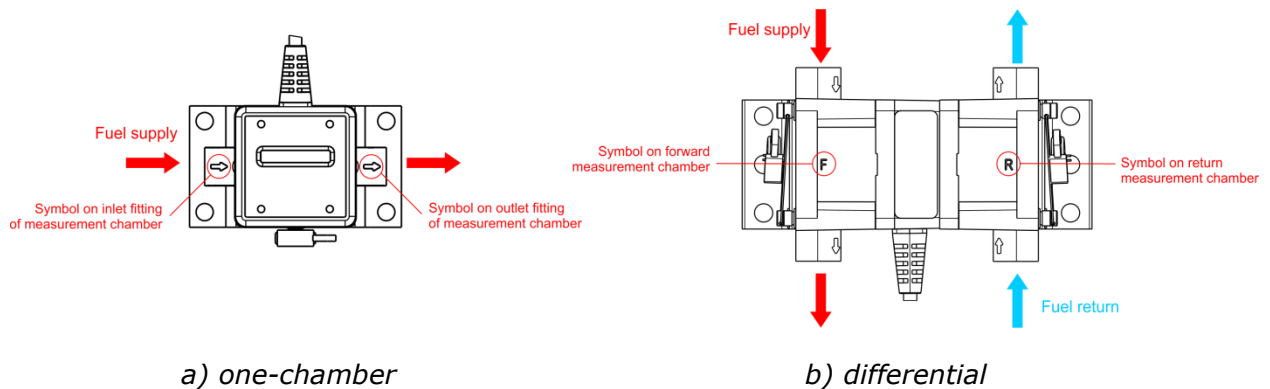 Fuel supply
Symbol on inlet fitting
of measurement chamber
Symbol on outlet fitting
of measurement chamber
a) one-chamber
Fuel supply
Symbol on forward
measurement chamber
F
R
Symbol on return
measurement chamber
Fuel return
b) differential